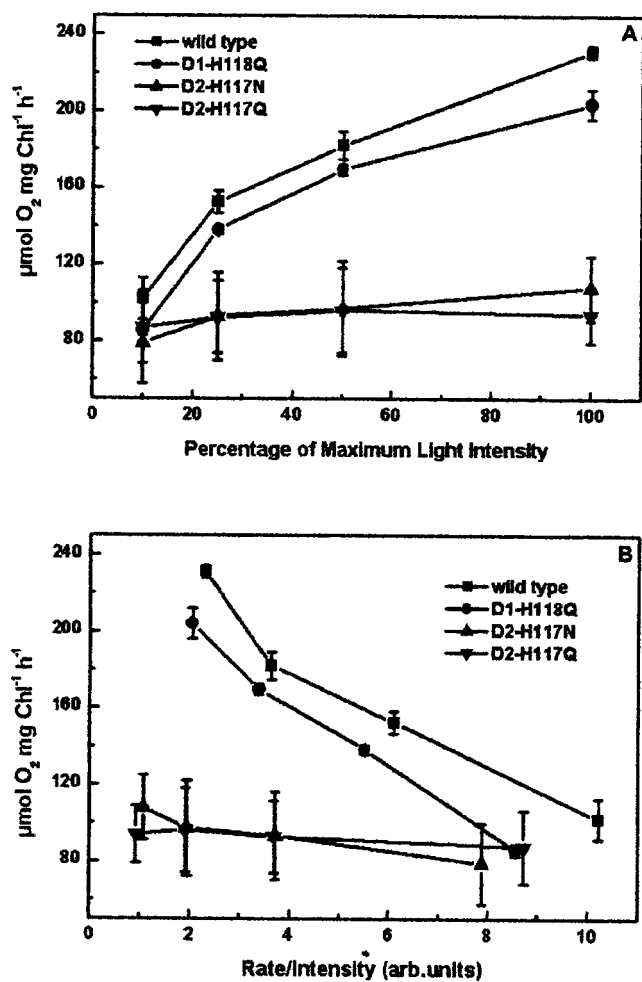 A
wild type
D1-H118Q
D2-H117N
D2-H117Q
240
200
160
120
80
µmol O2 mg Chl-1 h-1
0 20 40 60 80 100
Percentage of Maximum Light Intensity
B
wild type
D1-H118Q
D2-H117N
D2-H117Q
240
200
160
120
80
µmol O2 mg Chl-1 h-1
0 2 4 6 8 10
Rate/Intensity (arb.units)